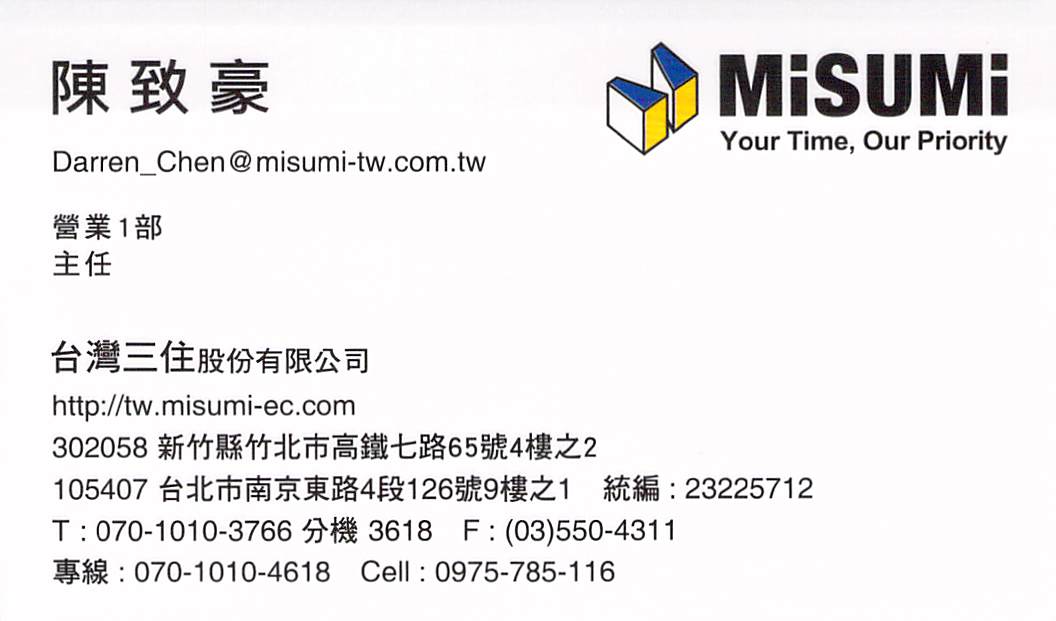 陳致豪
MiSUMi
Your Time, Our Priority
Darren_Chen@misumi-tw.com.tw
營業1部
主任
台灣三住股份有限公司
http://tw.misumi-ec.com
302058 新竹縣竹北市高鐵七路65號4樓之2
105407 台北市南京東路4段126號9樓之1 統編 : 23225712
T : 070-1010-3766 分機 3618 F : (03)550-4311
專線 : 070-1010-4618 Cell : 0975-785-116